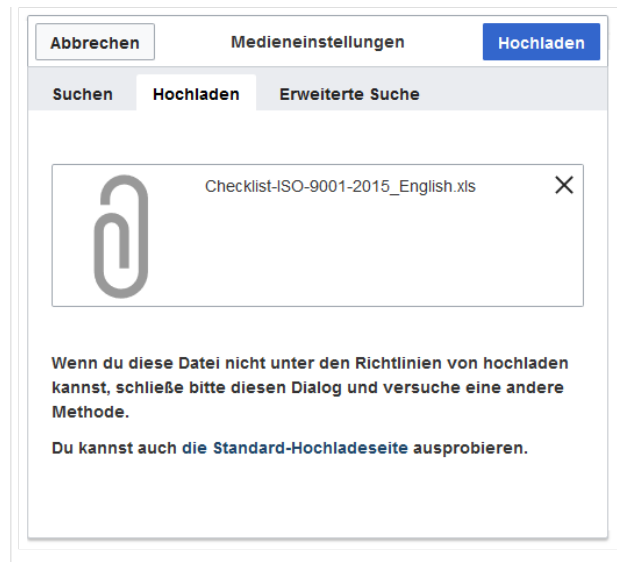 Abbrechen Medieneinstellungen Hochladen
Suchen Hochladen Erweiterte Suche
Checklist-ISO-9001-2015_English.xls
Wenn du diese Datei nicht unter den Richtlinien von hochladen
kannst, schließe bitte diesen Dialog und versuche eine andere
Methode.
Du kannst auch die Standard-Hochladeseite ausprobieren.